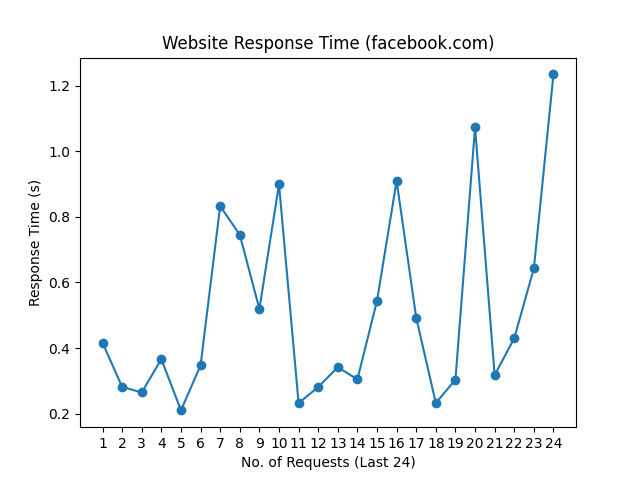 Website Response Time (facebook.com)
1.2
1.0
0.8
0.6
0.4
0.2
Response Time (s)
1 2 3 4 5 6 7 8 9 10 11 12 13 14 15 16 17 18 19 20 21 22 23 24
No. of Requests (Last 24)